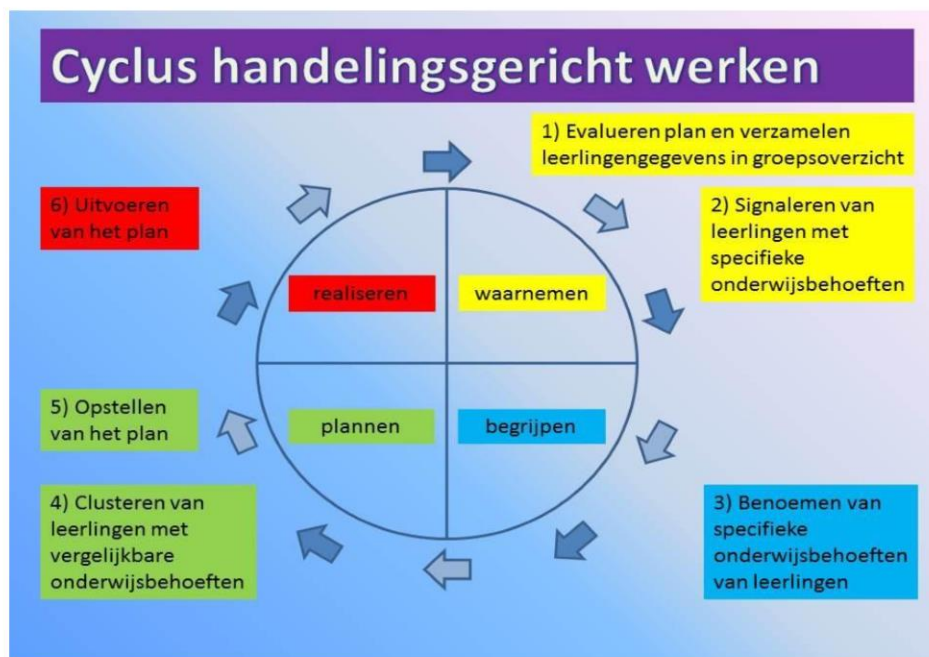 Cyclus handelingsgericht werken
1) Evalueren plan en verzamelen
leerlingengegevens in groepsoverzicht
2) Signaleren van
leerlingen met
specifieke
onderwijsbehoeften
3) Benoemen van
specifieke
onderwijsbehoeften
van leerlingen
4) Clusteren van
leerlingen met
vergelijkbare
onderwijsbehoeften
5) Opstellen
van het plan
6) Uitvoeren
van het plan
realiseren
waarnemen
plannen
begrijpen